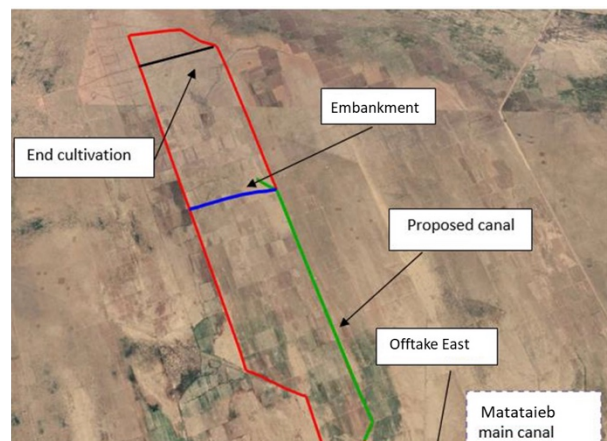 Embankment
End cultivation
Proposed canal
Offtake East
Matataieb
main canal